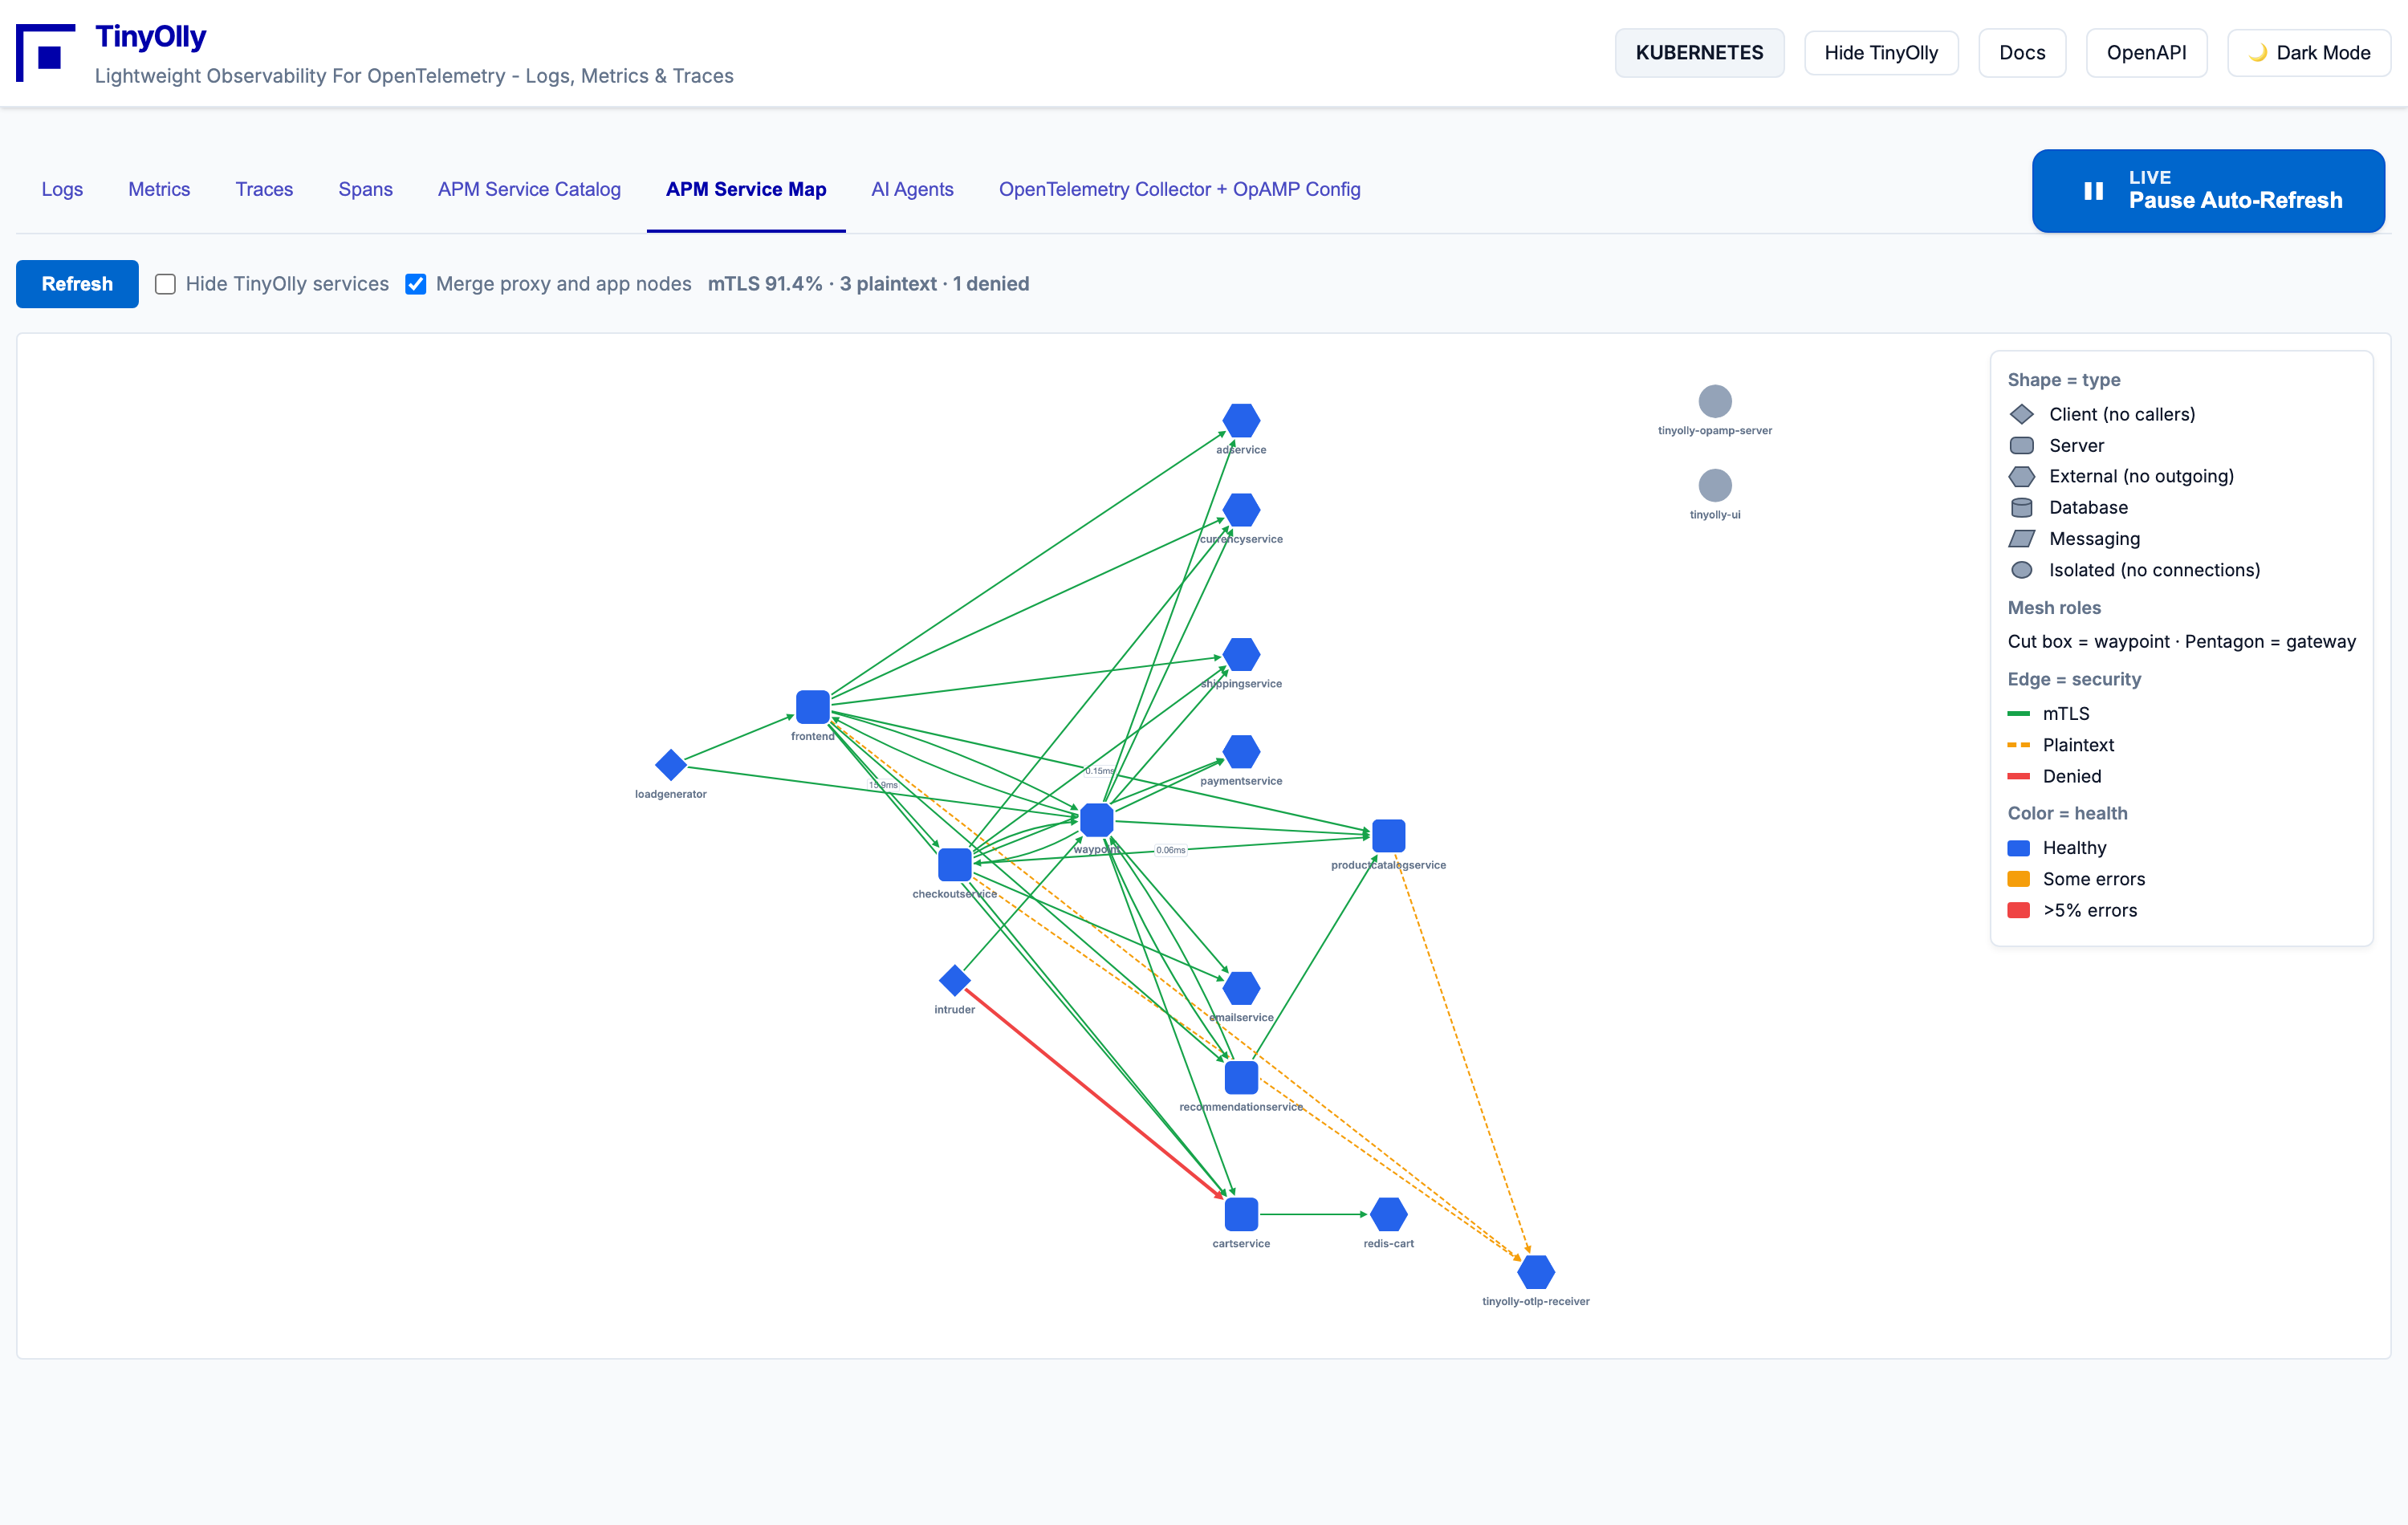 TinyOlly
Lightweight Observability For OpenTelemetry - Logs, Metrics & Traces
KUBERNETES
Hide TinyOlly
Docs
OpenAPI
🌙 Dark Mode
Logs
Metrics
Traces
Spans
APM Service Catalog
APM Service Map
AI Agents
OpenTelemetry Collector + OpAMP Config
LIVE
Pause Auto-Refresh
Refresh
Hide TinyOlly services
Merge proxy and app nodes
mTLS 91.4% · 3 plaintext · 1 denied
adservice
currencyservice
shippingservice
frontend
loadgenerator
paymentservice
0.15ms
15.9ms
waypoint
0.06ms
productcatalogservice
checkoutservice
intruder
emailservice
recommendationservice
cartservice
redis-cart
tinyolly-otlp-receiver
tinyolly-opamp-server
tinyolly-ui
Shape = type
Client (no callers)
Server
External (no outgoing)
Database
Messaging
Isolated (no connections)
Mesh roles
Cut box = waypoint · Pentagon = gateway
Edge = security
mTLS
Plaintext
Denied
Color = health
Healthy
Some errors
>5% errors